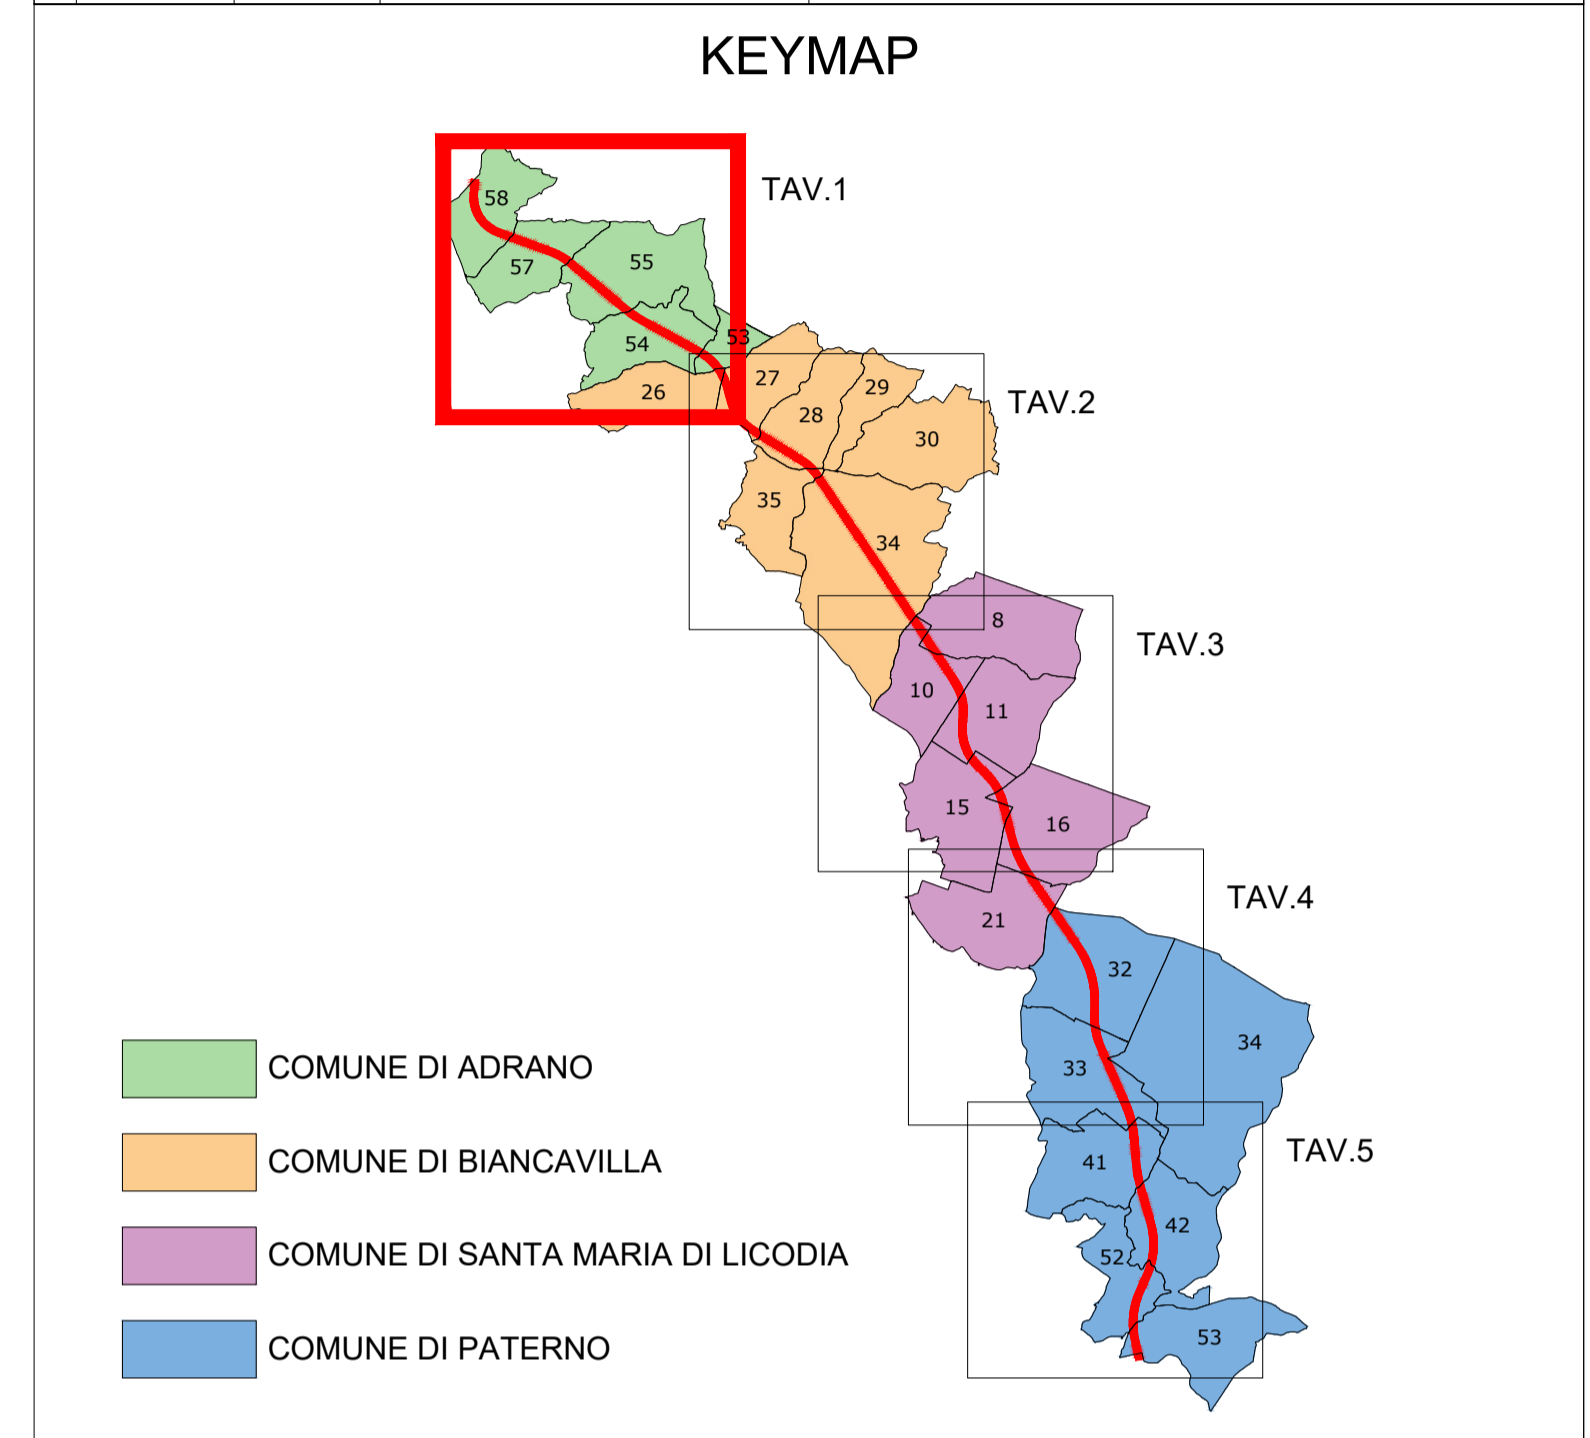 KEYMAP
TAV.1
58
55
57
53
54
27
29
26
TAV.2
28
30
35
34
8
TAV.3
10
11
15
16
TAV.4
21
32
34
33
COMUNE DI ADRANO
TAV.5
41
COMUNE DI BIANCAVILLA
42
52
COMUNE DI SANTA MARIA DI LICODIA
53
COMUNE DI PATERNO